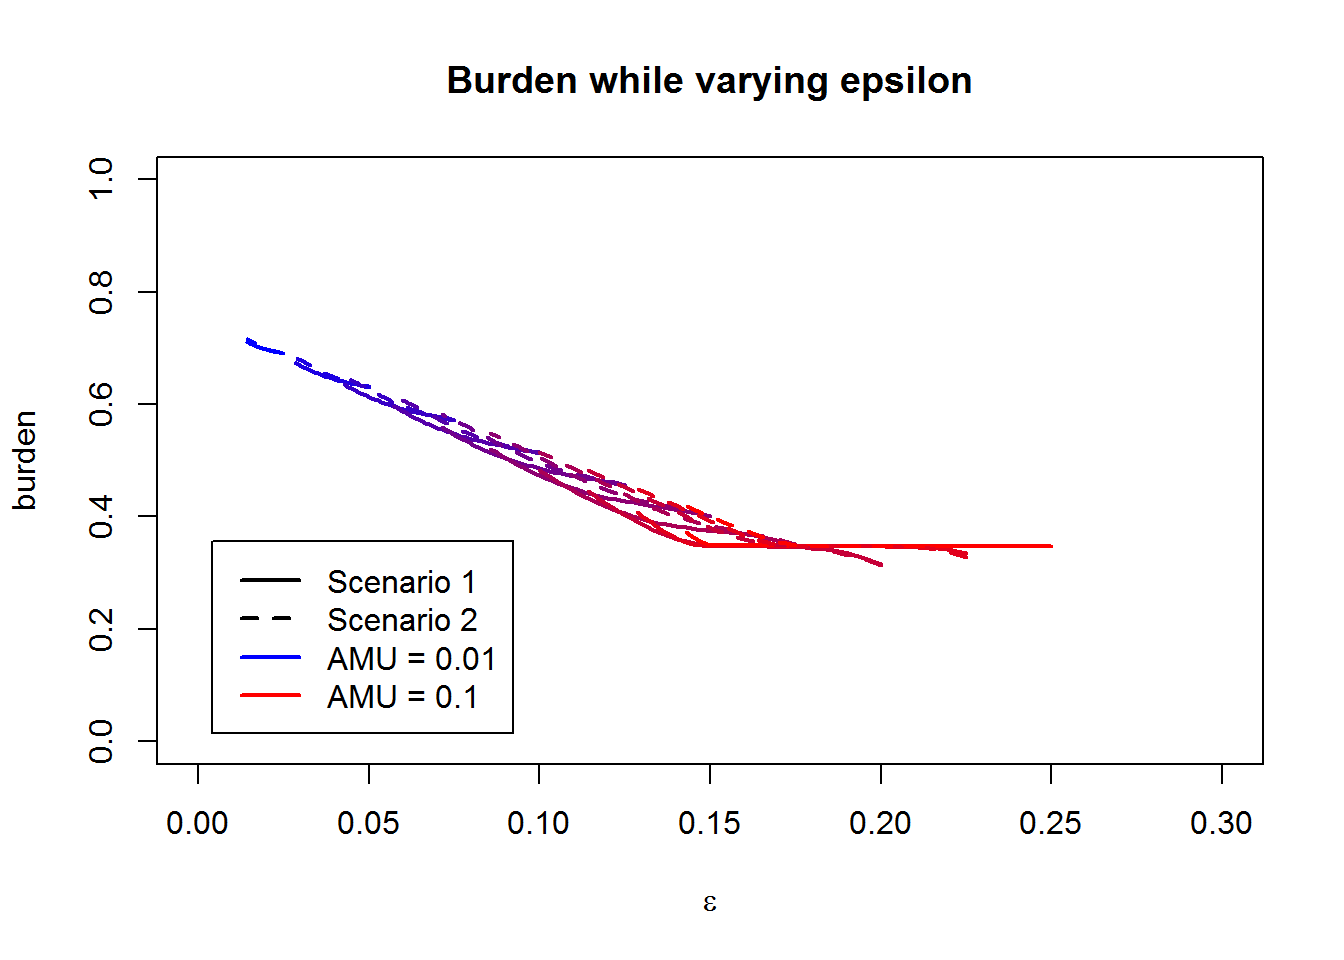 Burden while varying epsilon
burden
1.0
0.8
0.6
0.4
0.2
0.0
Scenario 1
Scenario 2
AMU = 0.01
AMU = 0.1
0.00 0.05 0.10 0.15 0.20 0.25 0.30
ε